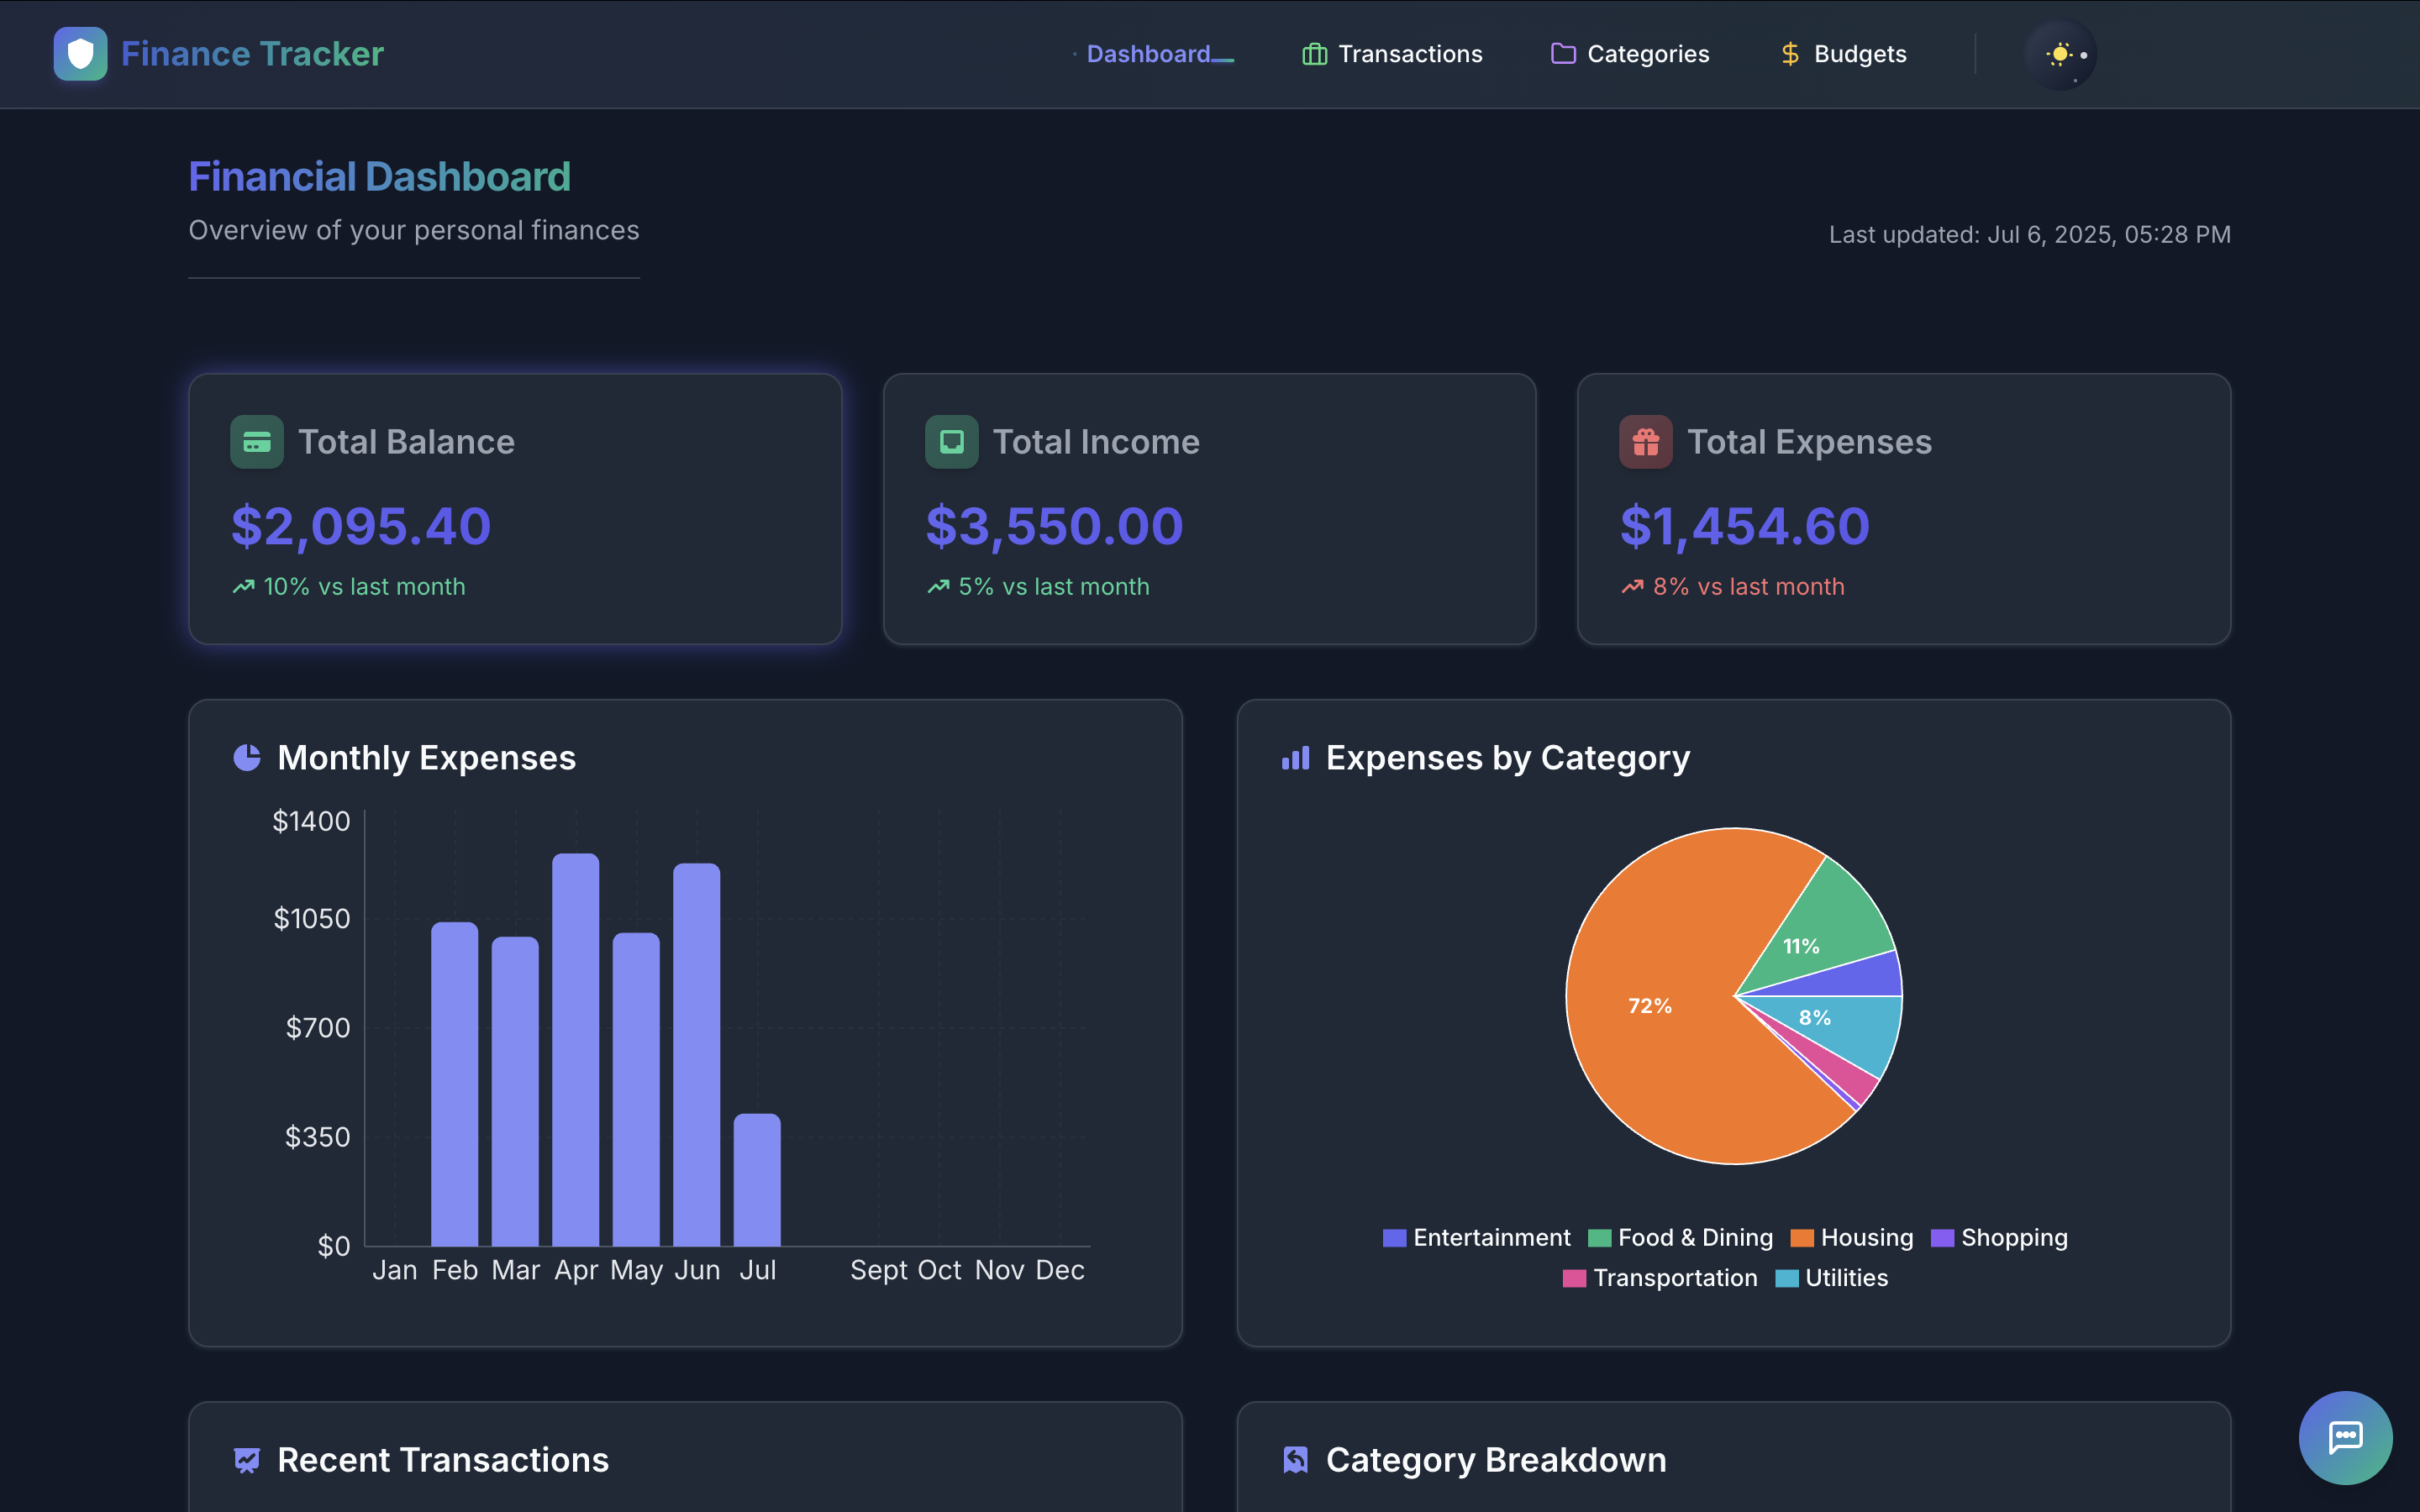 Finance Tracker
Dashboard
Transactions
Categories
Budgets
Financial Dashboard
Overview of your personal finances
Last updated: Jul 6, 2025, 05:28 PM
Total Balance
$2,095.40
10% vs last month
Total Income
$3,550.00
5% vs last month
Total Expenses
$1,454.60
8% vs last month
Monthly Expenses
$1400
$1050
$700
$350
$0
Jan Feb Mar Apr May Jun Jul Sept Oct Nov Dec
Expenses by Category
11%
72%
8%
Entertainment Food & Dining Housing Shopping
Transportation Utilities
Recent Transactions
Category Breakdown